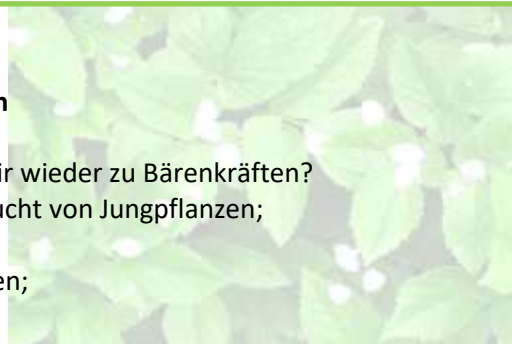 n
ir wieder zu Bärenkräften?
ucht von Jungpflanzen;
en;